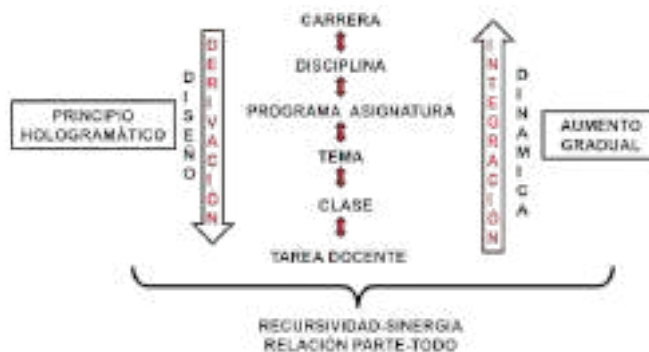 CARRERA
DISCIPLINA
PROGRAMA ASIGNATURA
TEMA
CLASE
TAREA DOCENTE
PRINCIPIO
HOLOGRAMÁTICO
DISEÑO
DERIVACIÓN
INTEGRACIÓN
DINAMICA
AUMENTO
GRADUAL
RECURSIVIDAD-SINERGIA
RELACIÓN PARTE-TODO